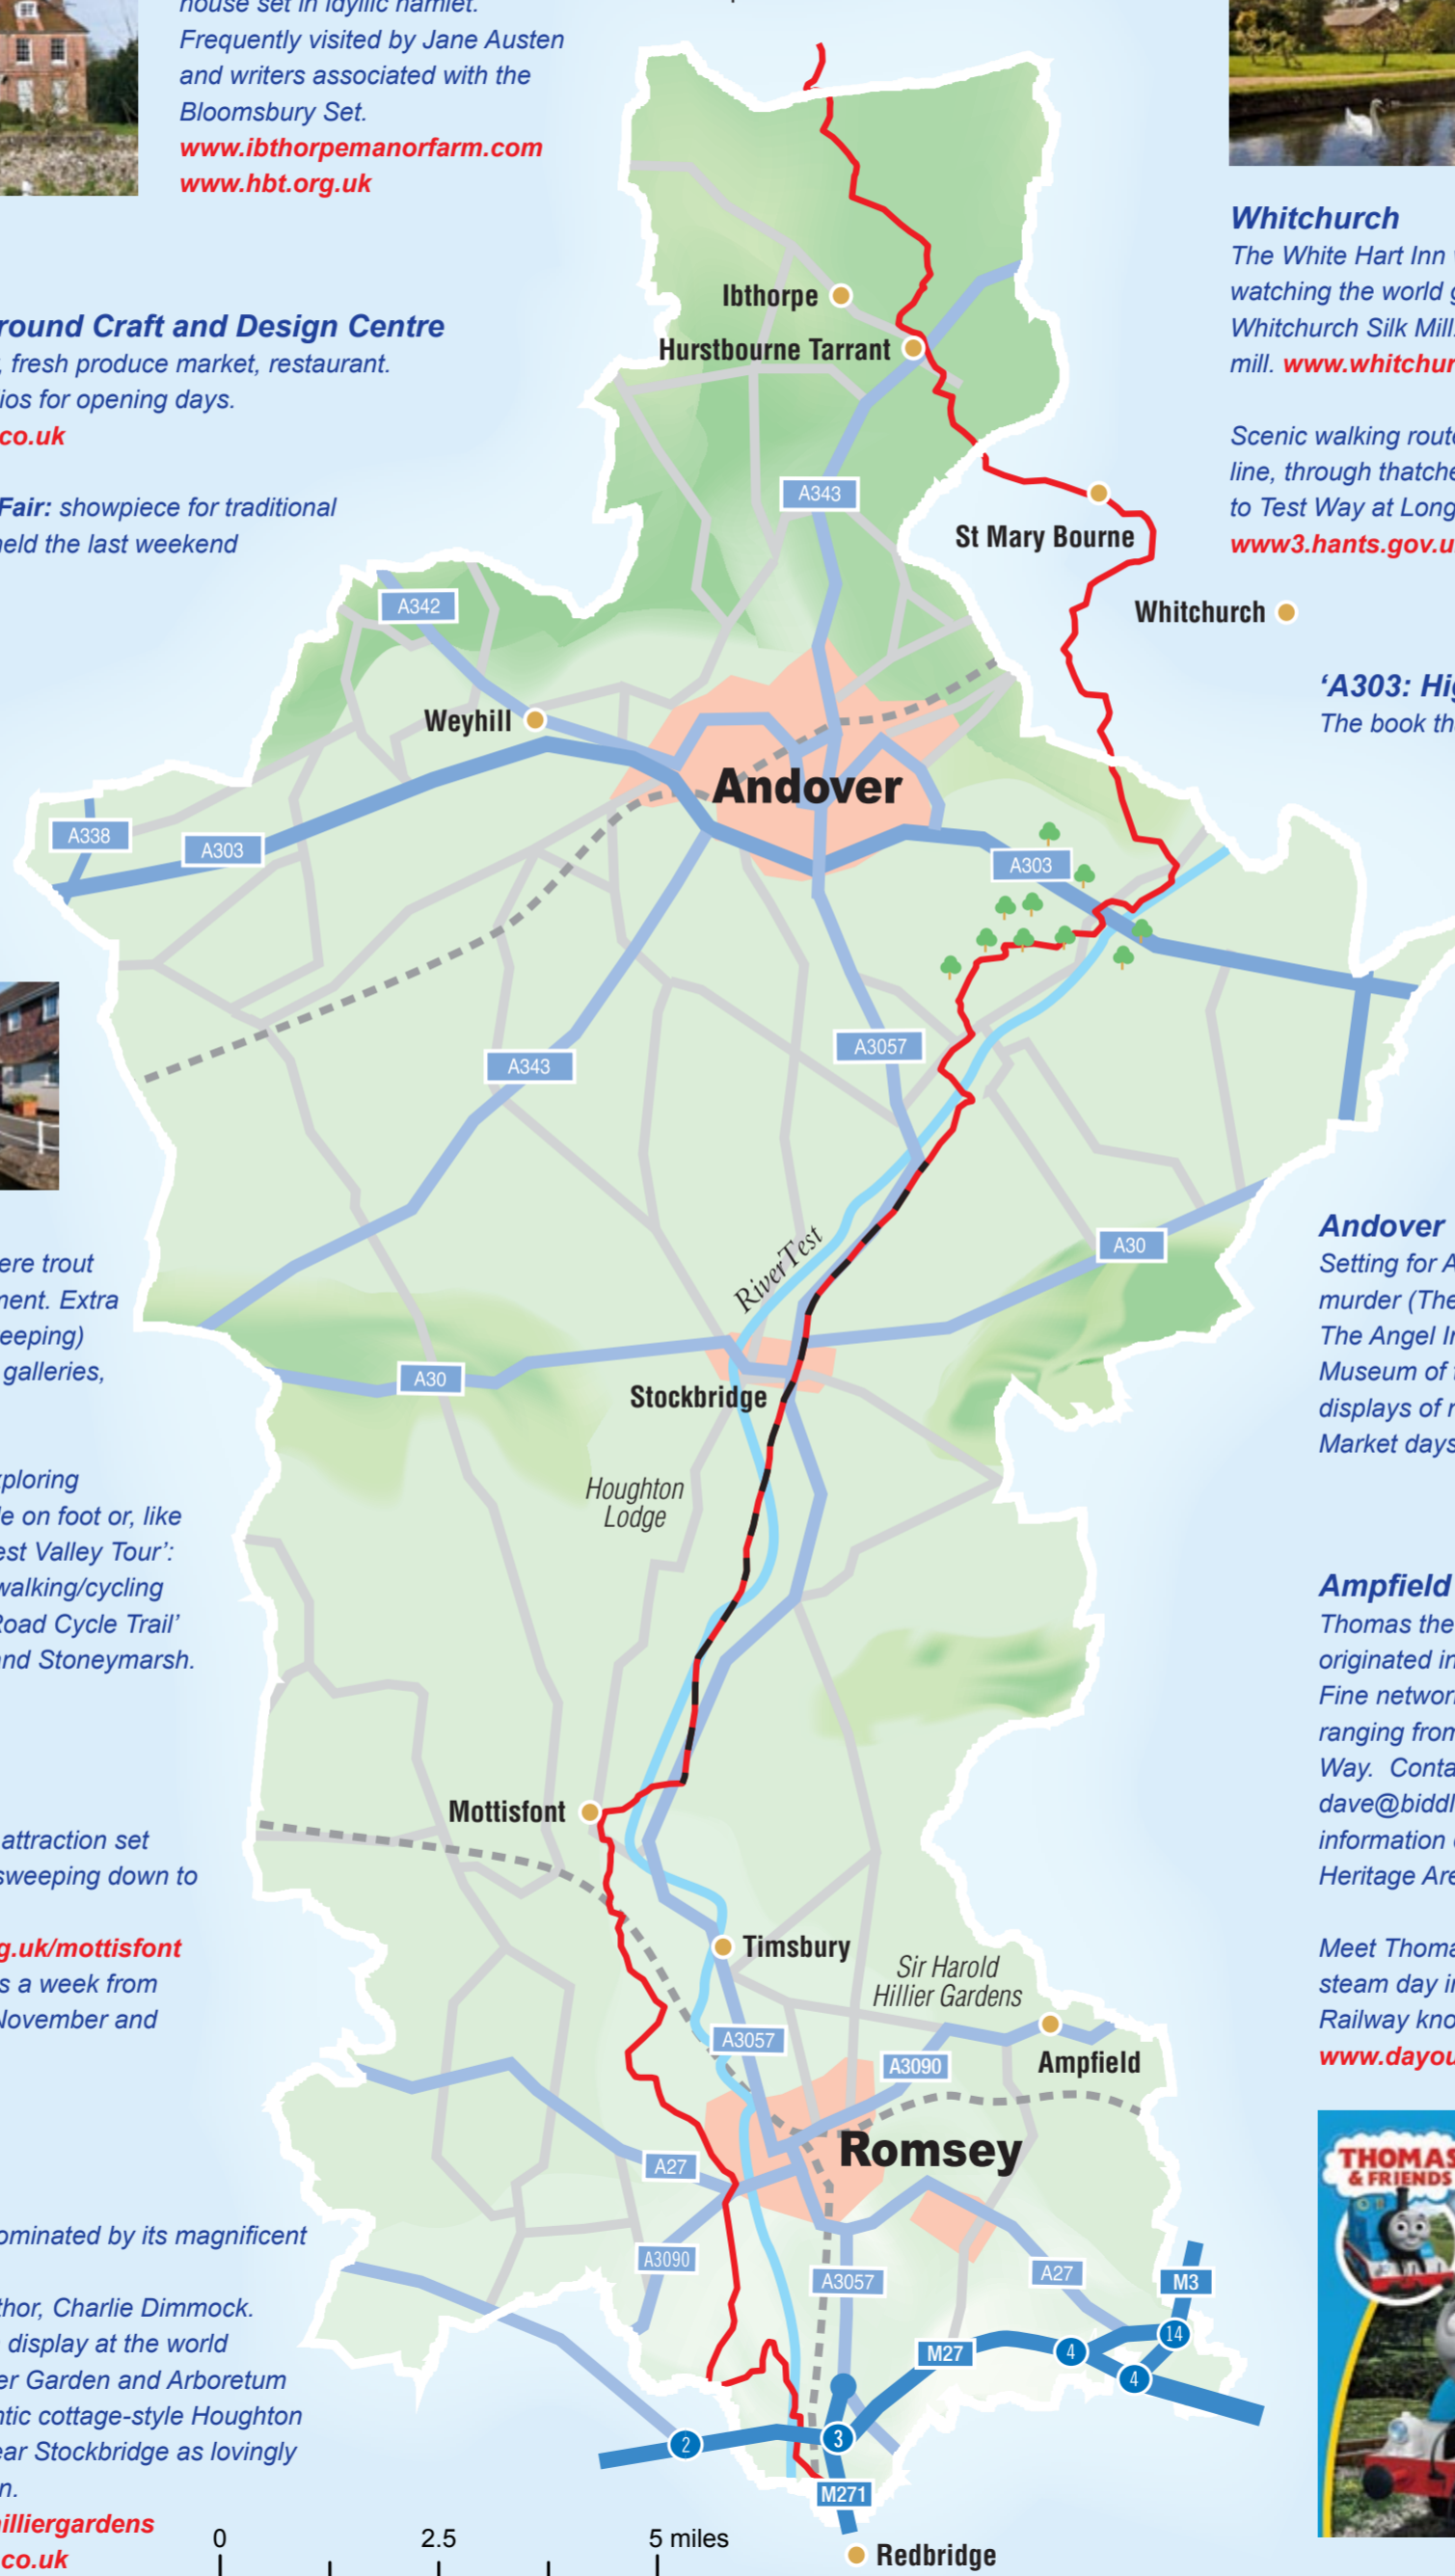 house set in idyllic hamlet.
Frequently visited by Jane Austen
and writers associated with the
Bloomsbury Set.
www.ibthorpemanorfarm.com
www.hbt.org.uk
round Craft and Design Centre
, fresh produce market, restaurant.
ios for opening days.
co.uk
Fair: showpiece for traditional
held the last weekend
ere trout
ment. Extra
eeping)
galleries,
xploring
e on foot or, like
est Valley Tour':
walking/cycling
Road Cycle Trail'
and Stoneymarsh.
attraction set
sweeping down to
g.uk/mottisfont
s a week from
November and
ominated by its magnificent
thor, Charlie Dimmock.
display at the world
er Garden and Arboretum
ntic cottage-style Houghton
ear Stockbridge as lovingly
n.
illiergardens
co.uk
Ibthorpe
Hurstbourne Tarrant
A343
St Mary Bourne
Whitchurch
A342
Weyhill
Andover
A338
A303
A303
A343
A3057
River Test
A30
A30
Stockbridge
Houghton
Lodge
Mottisfont
Timsbury
Sir Harold
Hillier Gardens
A3057
A3090
Ampfield
Romsey
A27
A3090
A3057
A27
M3
M27
4
14
4
2
3
M271
Redbridge
0 2.5 5 miles
Whitchurch
The White Hart Inn
watching the world g
Whitchurch Silk Mill.
mill. www.whitchur
Scenic walking route
line, through thatche
to Test Way at Long
www3.hants.gov.u
'A303: Hig
The book th
Andover
Setting for A
murder (The
The Angel In
Museum of
displays of r
Market days
Ampfield
Thomas the
originated in
Fine networ
ranging from
Way. Conta
dave@biddl
information
Heritage Are
Meet Thoma
steam day in
Railway kno
www.dayou
THOMAS
& FRIENDS